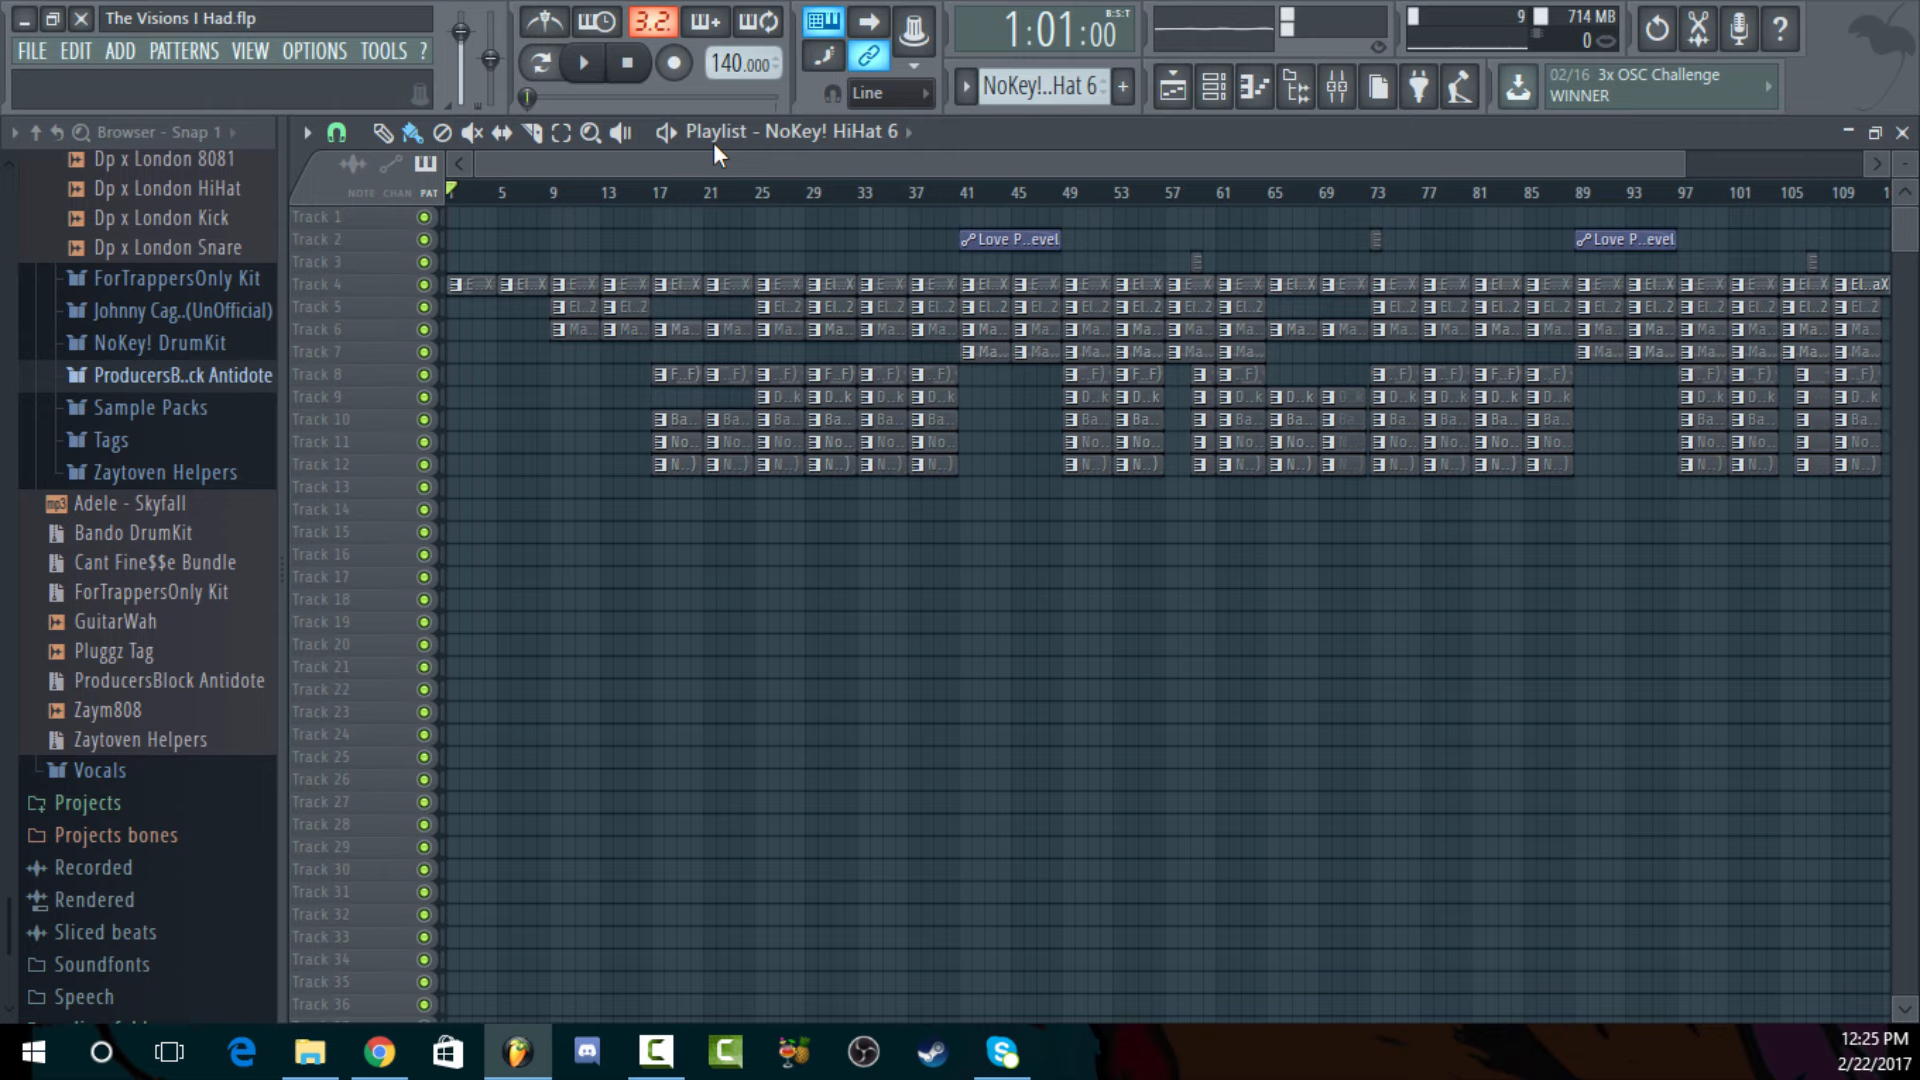 The Visions I Had.flp
FILE EDIT ADD PATTERNS VIEW OPTIONS TOOLS ?
3.2.
140.000
Line
1:01:00
B:S:T
NoKey!..Hat 6
9
714 MB
0
02/16 3x OSC Challenge
WINNER
Browser - Snap 1
Dp x London 8081
Dp x London HiHat
Dp x London Kick
Dp x London Snare
ForTrappersOnly Kit
Johnny Cag..(UnOfficial)
NoKey! DrumKit
ProducersB..ck Antidote
Sample Packs
Tags
Zaytoven Helpers
mp3 Adele - Skyfall
Bando DrumKit
Cant Fine$$e Bundle
ForTrappersOnly Kit
GuitarWah
Pluggz Tag
ProducersBlock Antidote
Zaym808
Zaytoven Helpers
Vocals
Projects
Projects bones
Recorded
Rendered
Sliced beats
Soundfonts
Speech
Playlist - NoKey! HiHat 6
NOTE CHAN PAT
5 9 13 17 21 25 29 33 37 41 45 49 53 57 61 65 69 73 77 81 85 89 93 97 101 105 109
Track 1
Track 2 Love P..evel Love P..evel
Track 3
Track 4
Track 5
Track 6
Track 7
Track 8
Track 9
Track 10
Track 11
Track 12
Track 13
Track 14
Track 15
Track 16
Track 17
Track 18
Track 19
Track 20
Track 21
Track 22
Track 23
Track 24
Track 25
Track 26
Track 27
Track 28
Track 29
Track 30
Track 31
Track 32
Track 33
Track 34
Track 35
Track 36
12:25 PM
2/22/2017